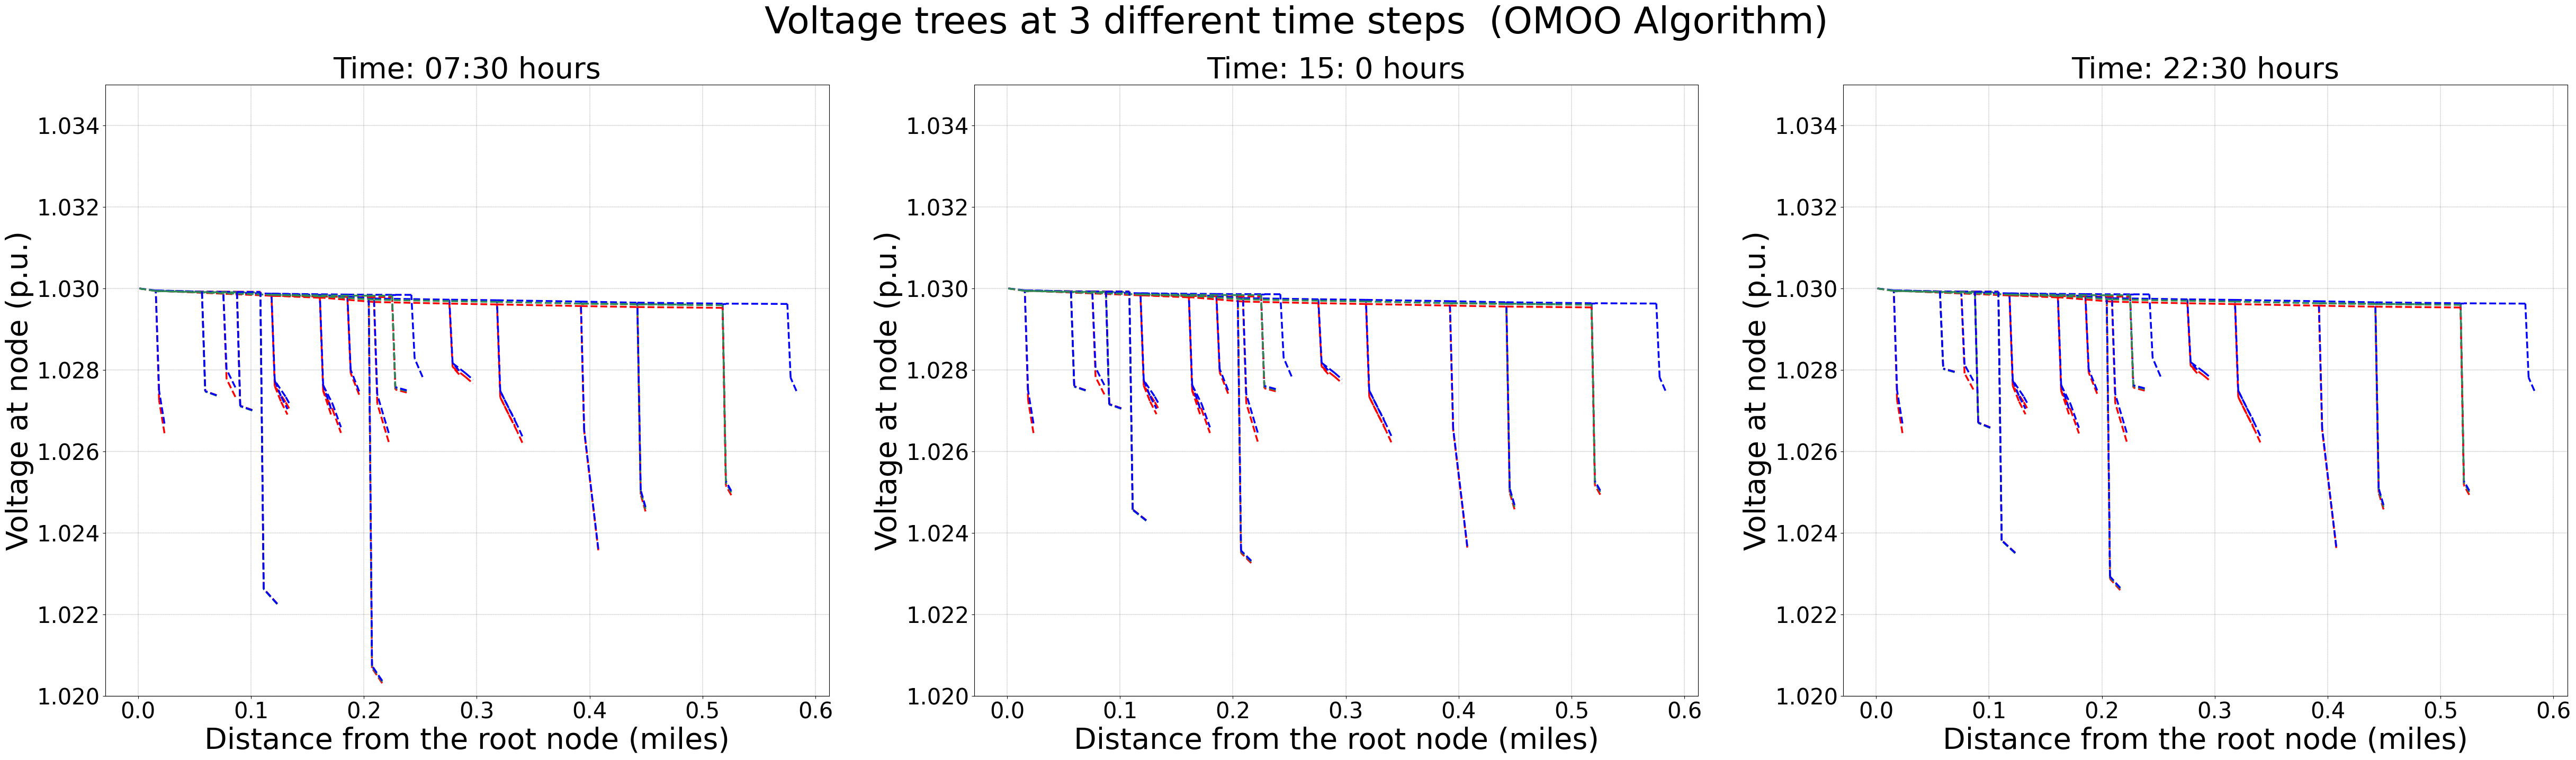 Voltage trees at 3 different time steps  (OMOO Algorithm)
Time: 07:30 hours
Voltage at node (p.u.)
1.034
1.032
1.030
1.028
1.026
1.024
1.022
1.020
0.0 0.1 0.2 0.3 0.4 0.5 0.6
Distance from the root node (miles)
Time: 15: 0 hours
Voltage at node (p.u.)
1.034
1.032
1.030
1.028
1.026
1.024
1.022
1.020
0.0 0.1 0.2 0.3 0.4 0.5 0.6
Distance from the root node (miles)
Time: 22:30 hours
Voltage at node (p.u.)
1.034
1.032
1.030
1.028
1.026
1.024
1.022
1.020
0.0 0.1 0.2 0.3 0.4 0.5 0.6
Distance from the root node (miles)